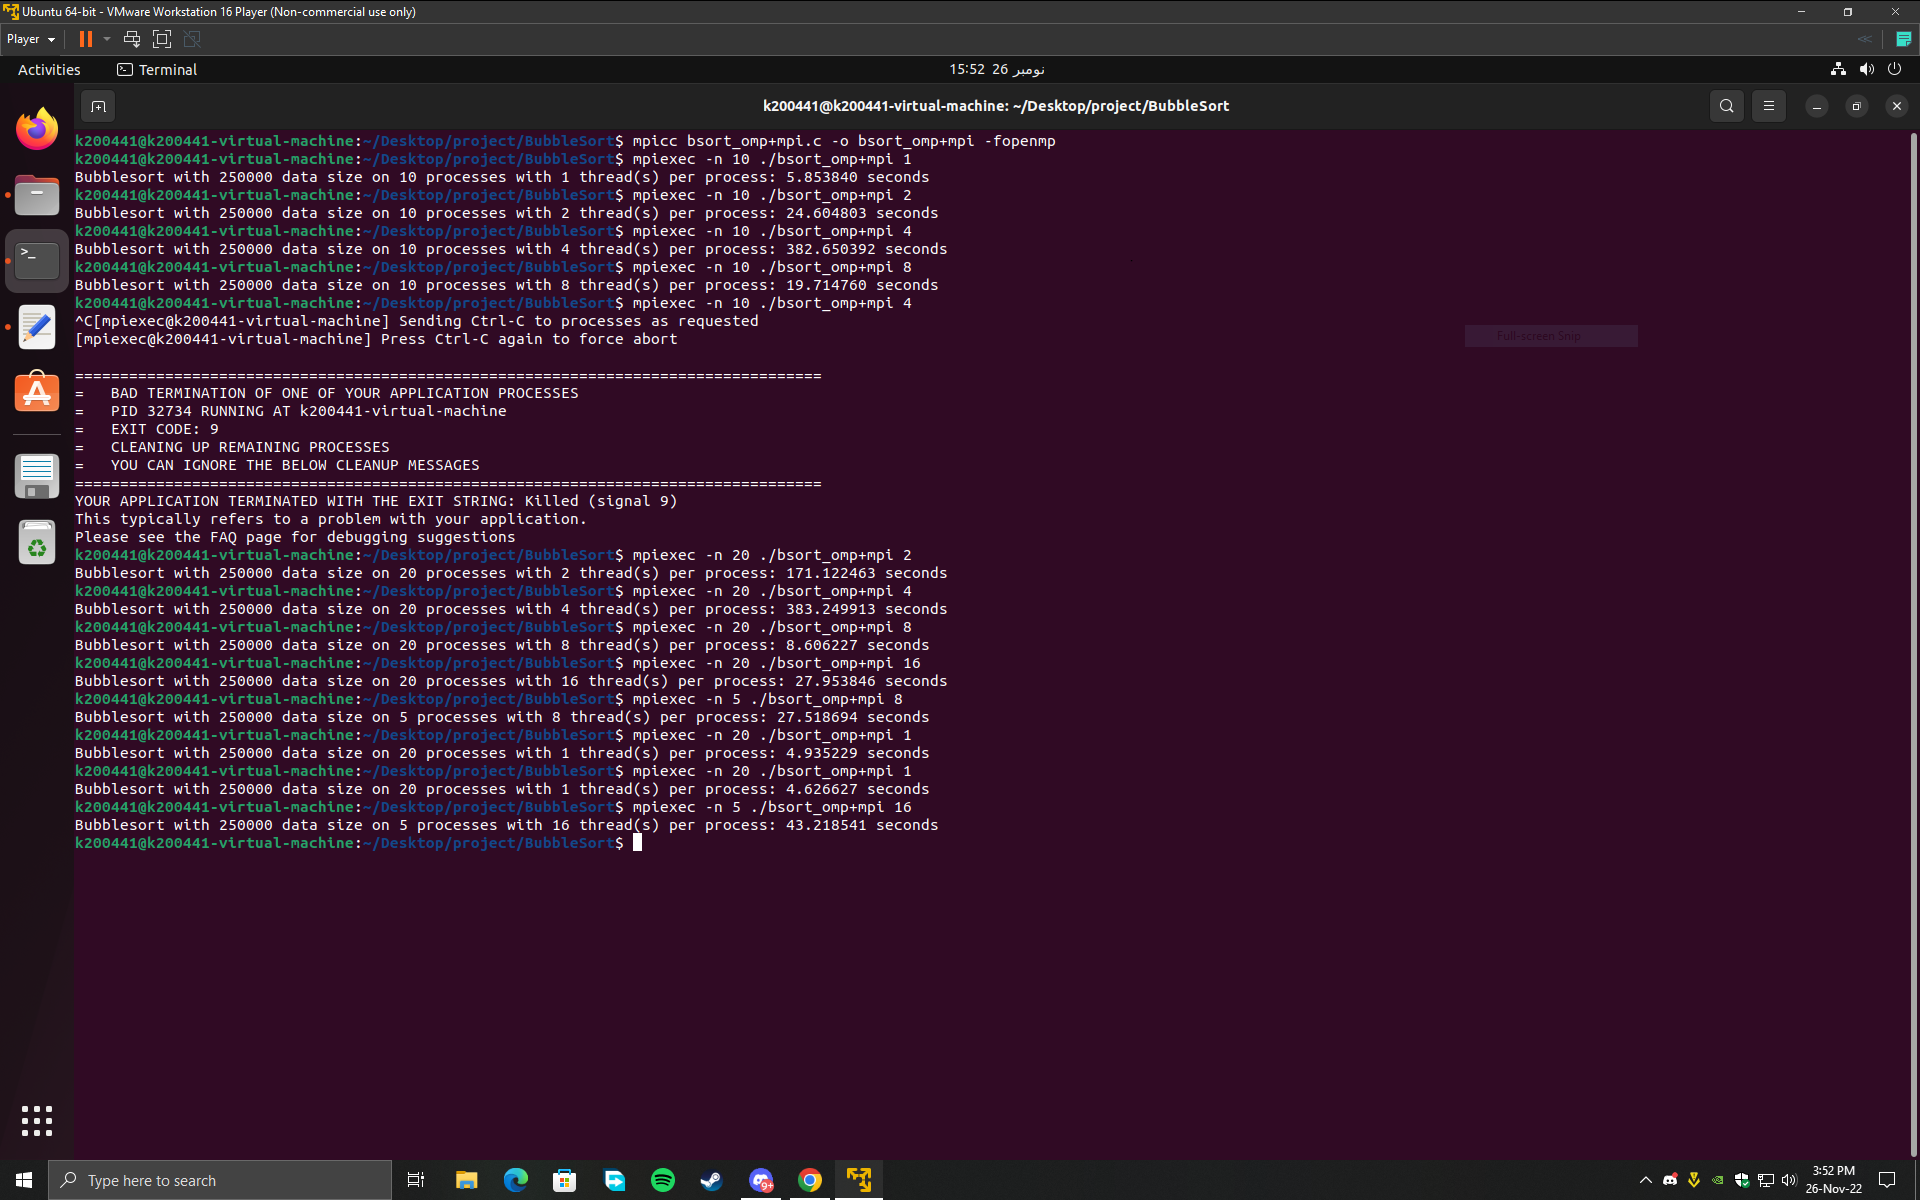 Ubuntu 64-bit - VMware Workstation 16 Player (Non-commercial use only)
Player
Activities
Terminal
نومبر 26  15:52
k200441@k200441-virtual-machine: ~/Desktop/project/BubbleSort
k200441@k200441-virtual-machine:~/Desktop/project/BubbleSort$ mpicc bsort_omp+mpi.c -o bsort_omp+mpi -fopenmp
k200441@k200441-virtual-machine:~/Desktop/project/BubbleSort$ mpiexec -n 10 ./bsort_omp+mpi 1
Bubblesort with 250000 data size on 10 processes with 1 thread(s) per process: 5.853840 seconds
k200441@k200441-virtual-machine:~/Desktop/project/BubbleSort$ mpiexec -n 10 ./bsort_omp+mpi 2
Bubblesort with 250000 data size on 10 processes with 2 thread(s) per process: 24.604803 seconds
k200441@k200441-virtual-machine:~/Desktop/project/BubbleSort$ mpiexec -n 10 ./bsort_omp+mpi 4
Bubblesort with 250000 data size on 10 processes with 4 thread(s) per process: 382.650392 seconds
k200441@k200441-virtual-machine:~/Desktop/project/BubbleSort$ mpiexec -n 10 ./bsort_omp+mpi 8
Bubblesort with 250000 data size on 10 processes with 8 thread(s) per process: 19.714760 seconds
k200441@k200441-virtual-machine:~/Desktop/project/BubbleSort$ mpiexec -n 10 ./bsort_omp+mpi 4
^C[mpiexec@k200441-virtual-machine] Sending Ctrl-C to processes as requested
[mpiexec@k200441-virtual-machine] Press Ctrl-C again to force abort
Full-screen Snip
===================================================================================
=   BAD TERMINATION OF ONE OF YOUR APPLICATION PROCESSES
=   PID 32734 RUNNING AT k200441-virtual-machine
=   EXIT CODE: 9
=   CLEANING UP REMAINING PROCESSES
=   YOU CAN IGNORE THE BELOW CLEANUP MESSAGES
===================================================================================
YOUR APPLICATION TERMINATED WITH THE EXIT STRING: Killed (signal 9)
This typically refers to a problem with your application.
Please see the FAQ page for debugging suggestions
k200441@k200441-virtual-machine:~/Desktop/project/BubbleSort$ mpiexec -n 20 ./bsort_omp+mpi 2
Bubblesort with 250000 data size on 20 processes with 2 thread(s) per process: 171.122463 seconds
k200441@k200441-virtual-machine:~/Desktop/project/BubbleSort$ mpiexec -n 20 ./bsort_omp+mpi 4
Bubblesort with 250000 data size on 20 processes with 4 thread(s) per process: 383.249913 seconds
k200441@k200441-virtual-machine:~/Desktop/project/BubbleSort$ mpiexec -n 20 ./bsort_omp+mpi 8
Bubblesort with 250000 data size on 20 processes with 8 thread(s) per process: 8.606227 seconds
k200441@k200441-virtual-machine:~/Desktop/project/BubbleSort$ mpiexec -n 20 ./bsort_omp+mpi 16
Bubblesort with 250000 data size on 20 processes with 16 thread(s) per process: 27.953846 seconds
k200441@k200441-virtual-machine:~/Desktop/project/BubbleSort$ mpiexec -n 5 ./bsort_omp+mpi 8
Bubblesort with 250000 data size on 5 processes with 8 thread(s) per process: 27.518694 seconds
k200441@k200441-virtual-machine:~/Desktop/project/BubbleSort$ mpiexec -n 20 ./bsort_omp+mpi 1
Bubblesort with 250000 data size on 20 processes with 1 thread(s) per process: 4.935229 seconds
k200441@k200441-virtual-machine:~/Desktop/project/BubbleSort$ mpiexec -n 20 ./bsort_omp+mpi 1
Bubblesort with 250000 data size on 20 processes with 1 thread(s) per process: 4.626627 seconds
k200441@k200441-virtual-machine:~/Desktop/project/BubbleSort$ mpiexec -n 5 ./bsort_omp+mpi 16
Bubblesort with 250000 data size on 5 processes with 16 thread(s) per process: 43.218541 seconds
k200441@k200441-virtual-machine:~/Desktop/project/BubbleSort$
Type here to search
9+
3:52 PM
26-Nov-22